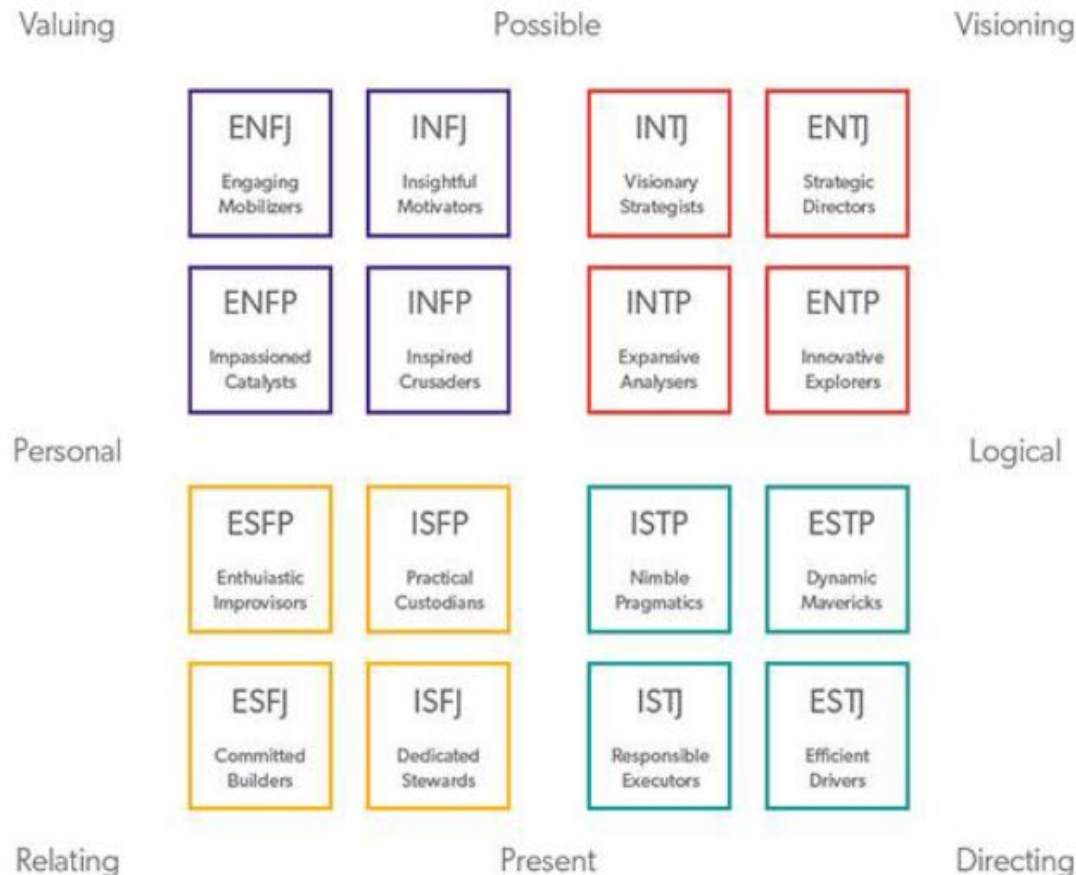 Valuing Possible Visioning
ENFJ INFJ INTJ ENTJ
Engaging Insightful Visionary Strategic
Mobilizers Motivators Strategists Directors
ENFP INFP INTP ENTP
Impassioned Inspired Expansive Innovative
Catalysts Crusaders Analysers Explorers
Personal Logical
ESFP ISFP ISTP ESTP
Enthuiastic Practical Nimble Dynamic
Improvisors Custodians Pragmatics Mavericks
ESFJ ISFJ ISTJ ESTJ
Committed Dedicated Responsible Efficient
Builders Stewards Executors Drivers
Relating Present Directing